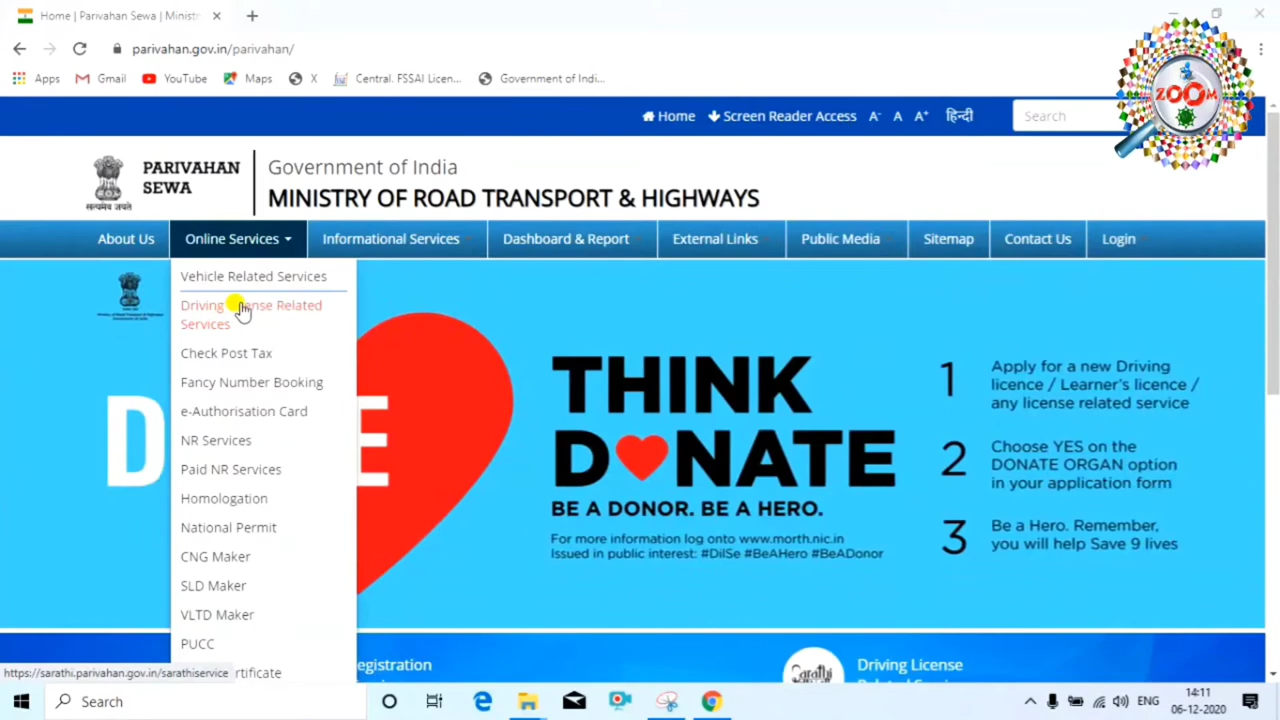 Home | Parivahan Sewa | Ministr
parivahan.gov.in/parivahan/
Apps Gmail YouTube Maps X Central. FSSAI Licen... Government of Indi...
ZOOM
Home Screen Reader Access A- A A+ हिन्दी Search
PARIVAHAN
SEWA
सत्यमेव जयते
Government of India
MINISTRY OF ROAD TRANSPORT & HIGHWAYS
About Us Online Services Informational Services Dashboard & Report External Links Public Media Sitemap Contact Us Login
Vehicle Related Services
Driving License Related
Services
Check Post Tax
Fancy Number Booking
e-Authorisation Card
NR Services
Paid NR Services
Homologation
National Permit
CNG Maker
SLD Maker
VLTD Maker
PUCC
rtificate
D E
THINK
D NATE
BE A DONOR. BE A HERO.
For more information log onto www.morth.nic.in
Issued in public interest: #DilSe #BeAHero #BeADonor
1 Apply for a new Driving
licence / Learner's licence /
any license related service
2 Choose YES on the
DONATE ORGAN option
in your application form
3 Be a Hero. Remember,
you will help Save 9 lives
egistration
Sarathi
Driving License
https://sarathi.parivahan.gov.in/sarathiservice
Search
ENG
14:11
06-12-2020